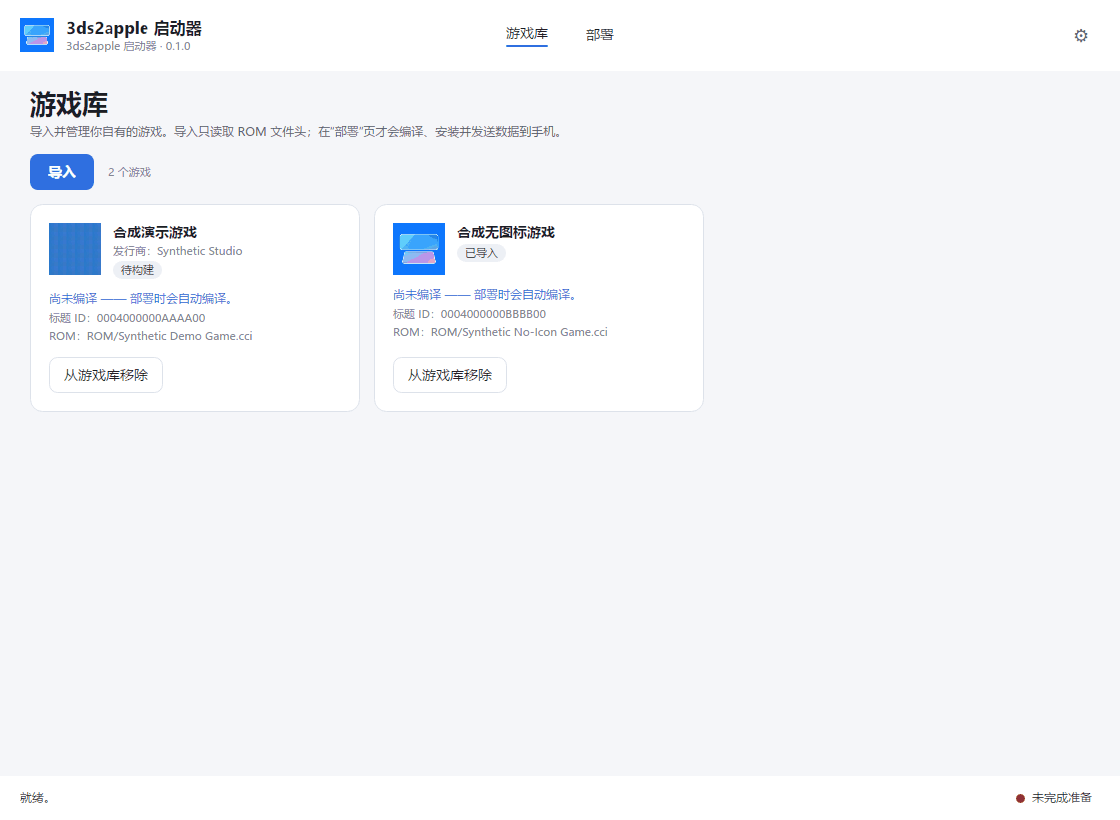 3ds2apple 启动器
3ds2apple 启动器 · 0.1.0
游戏库
部署
游戏库
导入并管理你自有的游戏。导入只读取 ROM 文件头；在“部署”页才会编译、安装并发送数据到手机。
导入
2 个游戏
合成演示游戏
发行商：Synthetic Studio
待构建
尚未编译 —— 部署时会自动编译。
标题 ID：0004000000AAAA00
ROM：ROM/Synthetic Demo Game.cci
从游戏库移除
合成无图标游戏
已导入
尚未编译 —— 部署时会自动编译。
标题 ID：0004000000BBBB00
ROM：ROM/Synthetic No-Icon Game.cci
从游戏库移除
就绪。
未完成准备